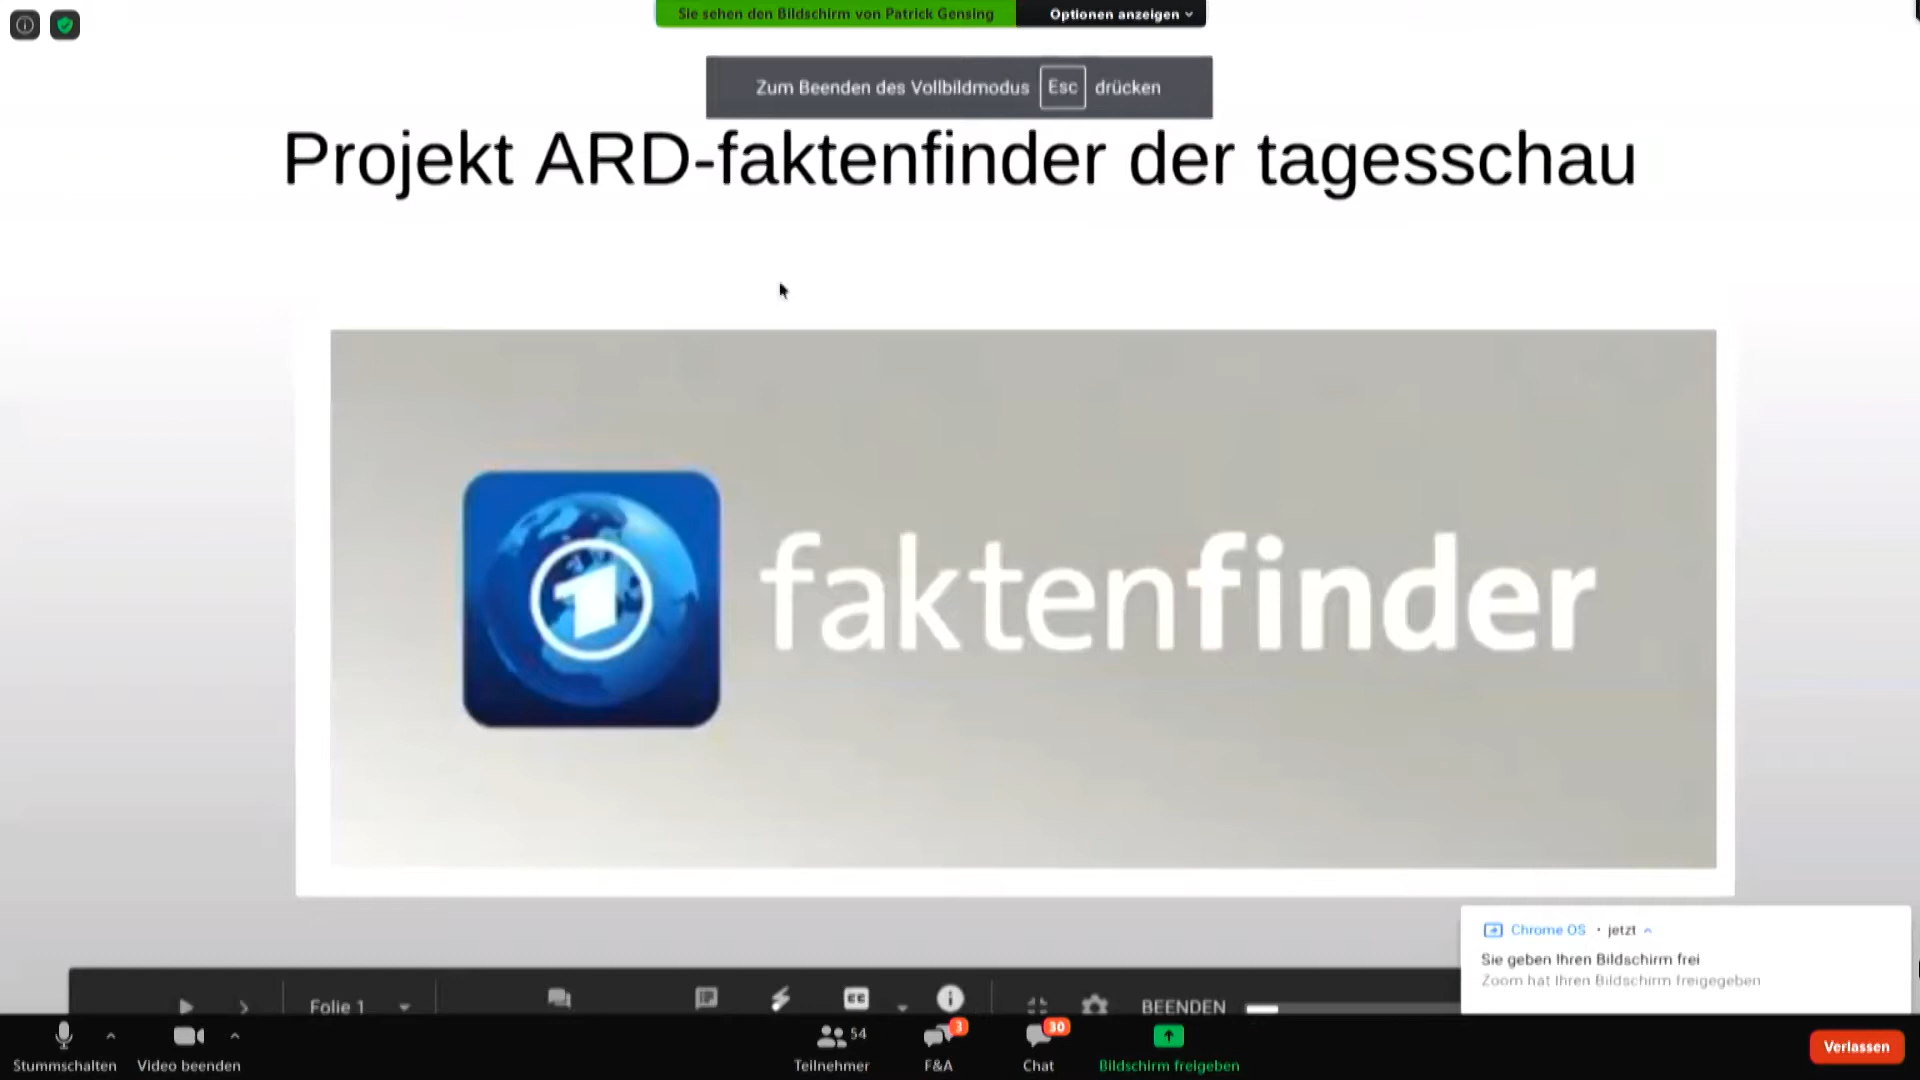 Sie sehen den Bildschirm von Patrick Gensing
Optionen anzeigen
Zum Beenden des Vollbildmodus Esc drücken
Projekt ARD-faktenfinder der tagesschau
1
faktenfinder
Chrome OS • jetzt
Sie geben Ihren Bildschirm frei
Zoom hat Ihren Bildschirm freigegeben
Folie 1
CC
BEENDEN
Stummschalten
Video beenden
54
Teilnehmer
3
F&A
30
Chat
Bildschirm freigeben
Verlassen